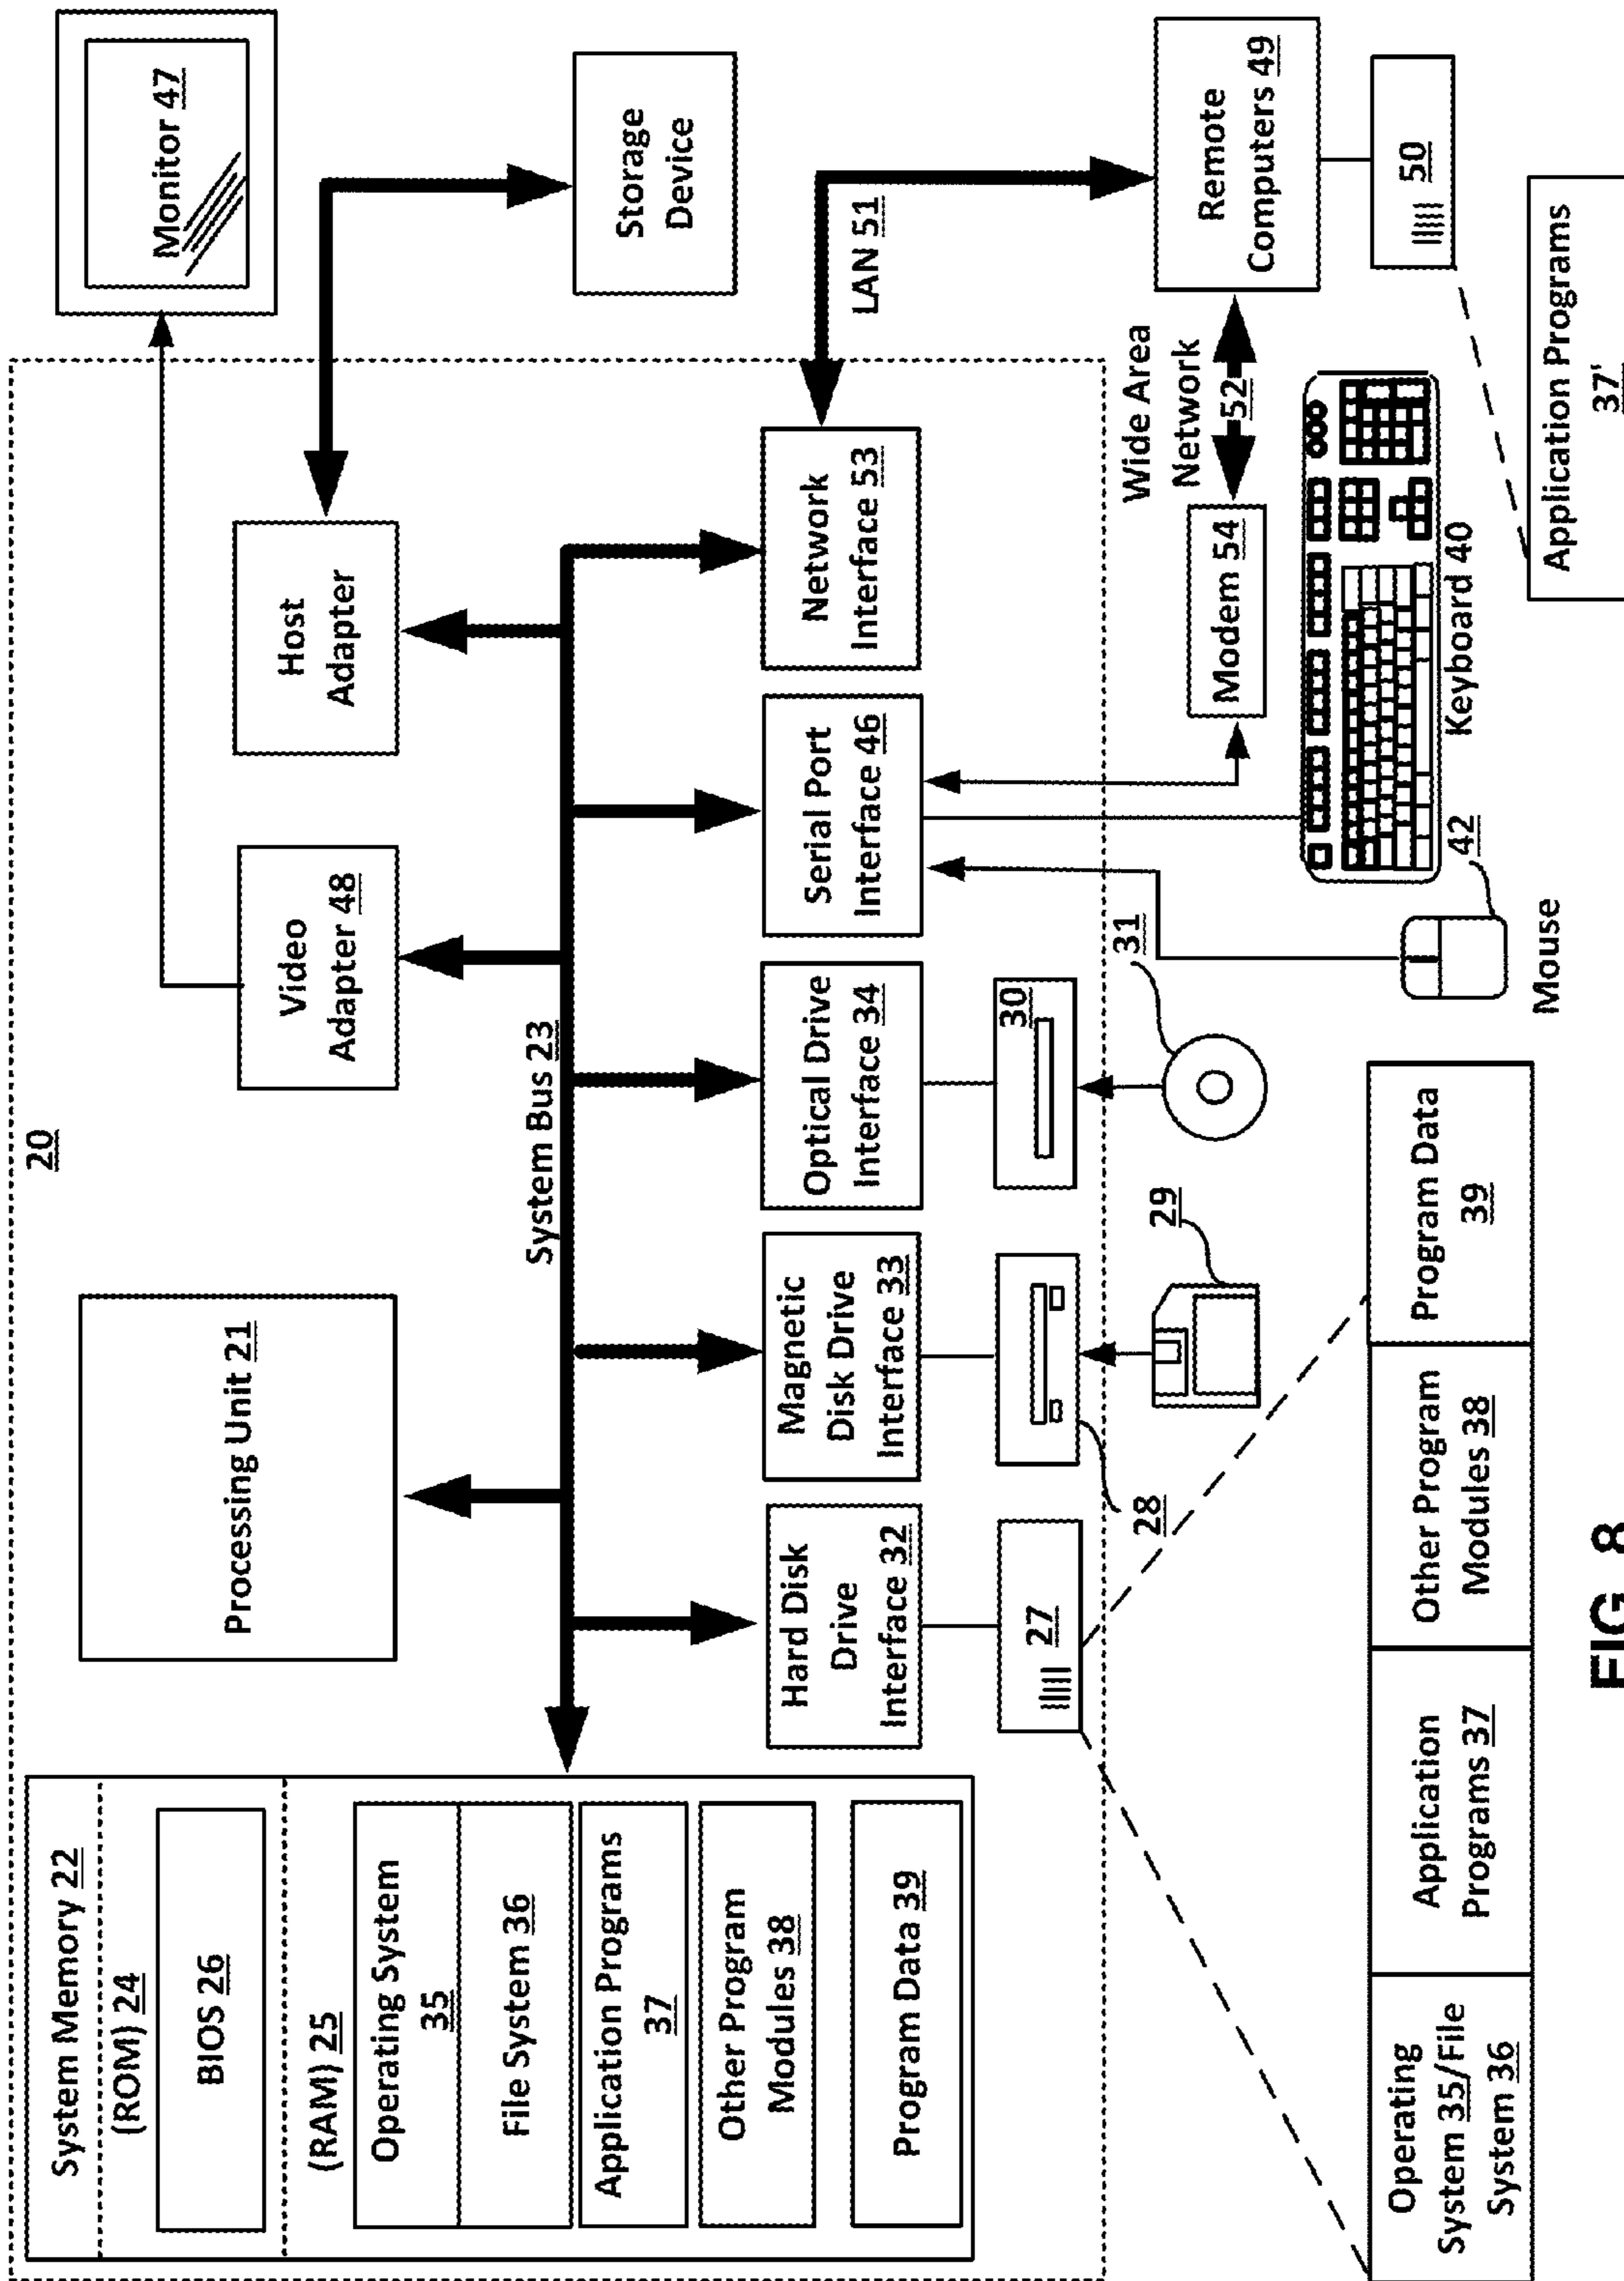 20
System Memory 22
(ROM) 24
BIOS 26
(RAM) 25
Operating System
35
File System 36
Application Programs
37
Other Program
Modules 38
Program Data 39
Processing Unit 21
Video
Adapter 48
Host
Adapter
Monitor 47
System Bus 23
Storage
Device
Hard Disk
Drive
Interface 32
Magnetic
Disk Drive
Interface 33
Optical Drive
Interface 34
Serial Port
Interface 46
Network
Interface 53
LAN 51
27
28
30
29
31
Wide Area
Network
52
Modem 54
Remote
Computers 49
50
Keyboard 40
42
Mouse
Operating
System 35/File
System 36
Application
Programs 37
Other Program
Modules 38
Program Data
39
Application Programs
37'
FIG. 8